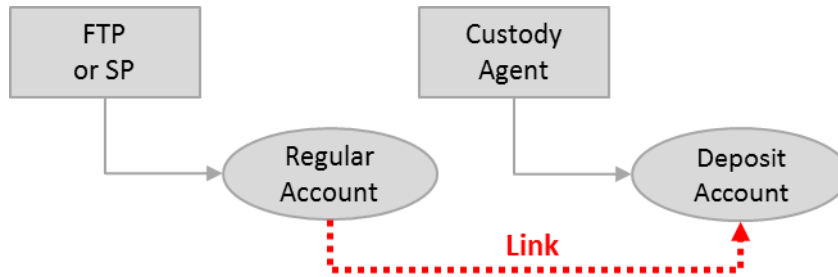 FTP
or SP
Custody
Agent
Regular
Account
Deposit
Account
Link